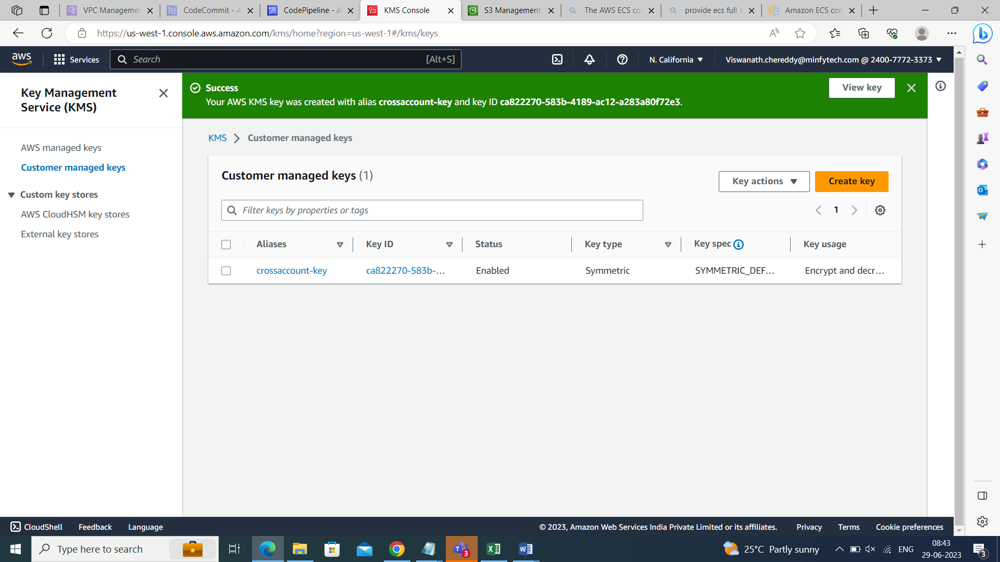 VPC Managemer
CodeCommit - A
CodePipeline - A
KMS Console
S3 Management
The AWS ECS co
provide ecs full a
Amazon ECS con
https://us-west-1.console.aws.amazon.com/kms/home?region=us-west-1#/kms/keys
aws
Services
Search
[Alt+S]
N. California
Viswanath.chereddy@minfytech.com @ 2400-7772-3373
Key Management
Service (KMS)
AWS managed keys
Customer managed keys
Custom key stores
AWS CloudHSM key stores
External key stores
Success
Your AWS KMS key was created with alias crossaccount-key and key ID ca822270-583b-4189-ac12-a283a80f72e3.
View key
KMS
Customer managed keys
Customer managed keys (1)
Key actions
Create key
Filter keys by properties or tags
1
Aliases
Key ID
Status
Key type
Key spec
Key usage
crossaccount-key
ca822270-583b-...
Enabled
Symmetric
SYMMETRIC_DEF...
Encrypt and decr...
CloudShell
Feedback
Language
© 2023, Amazon Web Services India Private Limited or its affiliates.
Privacy
Terms
Cookie preferences
Type here to search
3
25°C Partly sunny
ENG
08:43
29-06-2023
3